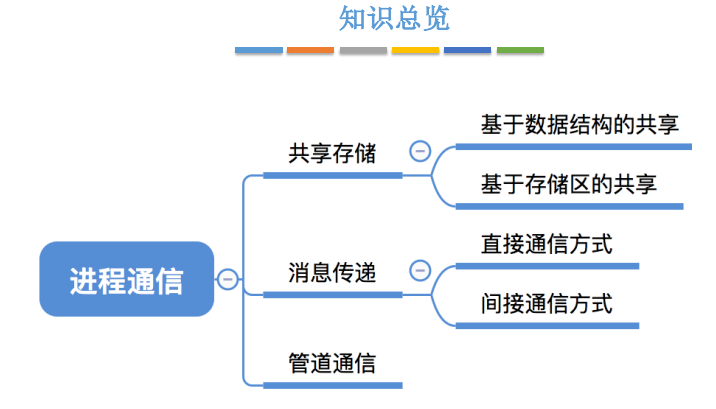 知识总览
基于数据结构的共享
共享存储
基于存储区的共享
直接通信方式
消息传递
进程通信
间接通信方式
管道通信